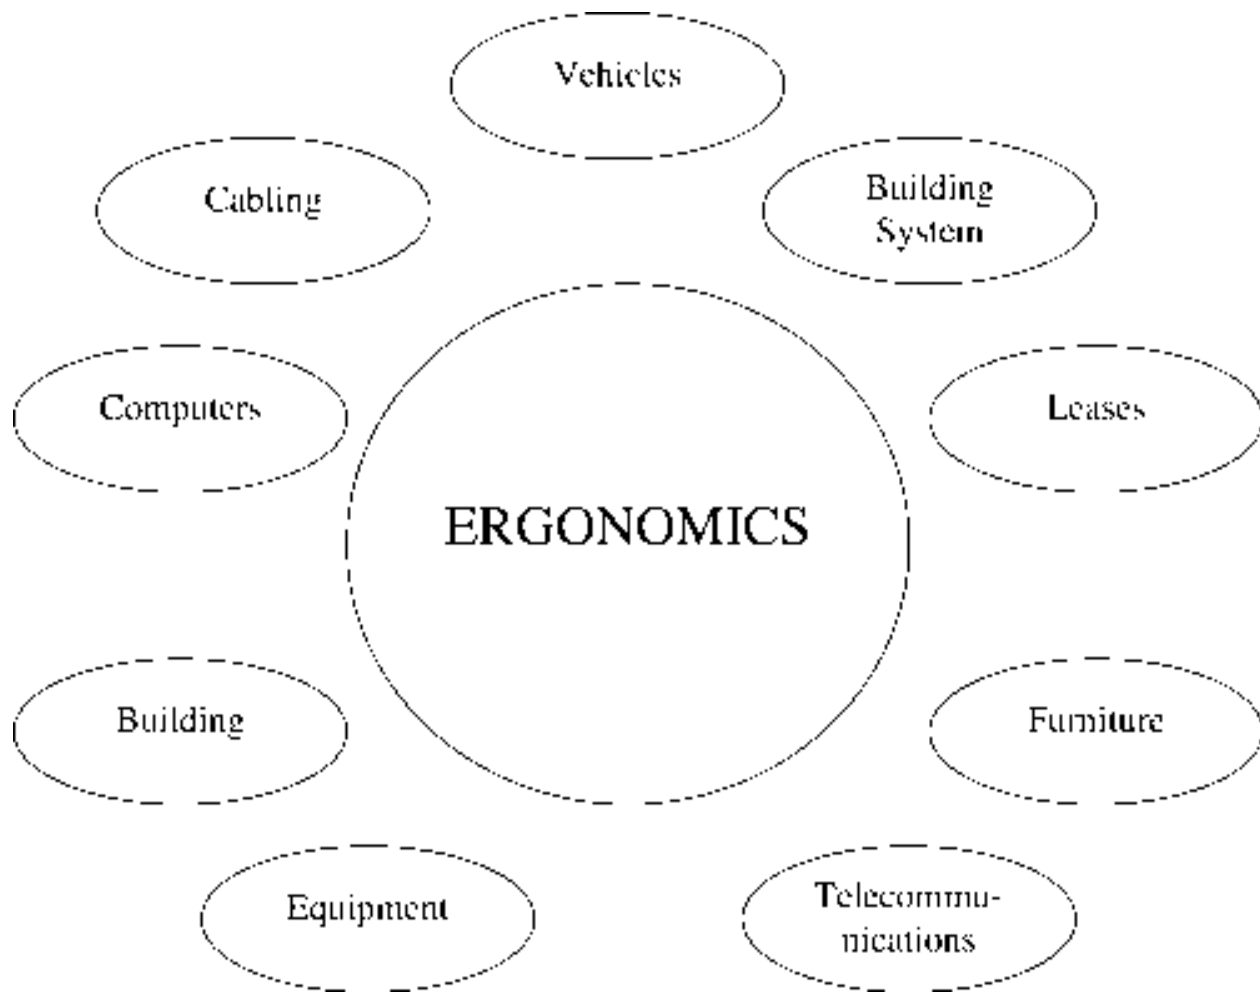 Vehicles
Cabling
Building
System
Computers
Leases
ERGONOMICS
Building
Furniture
Equipment
Telecommu-
nications